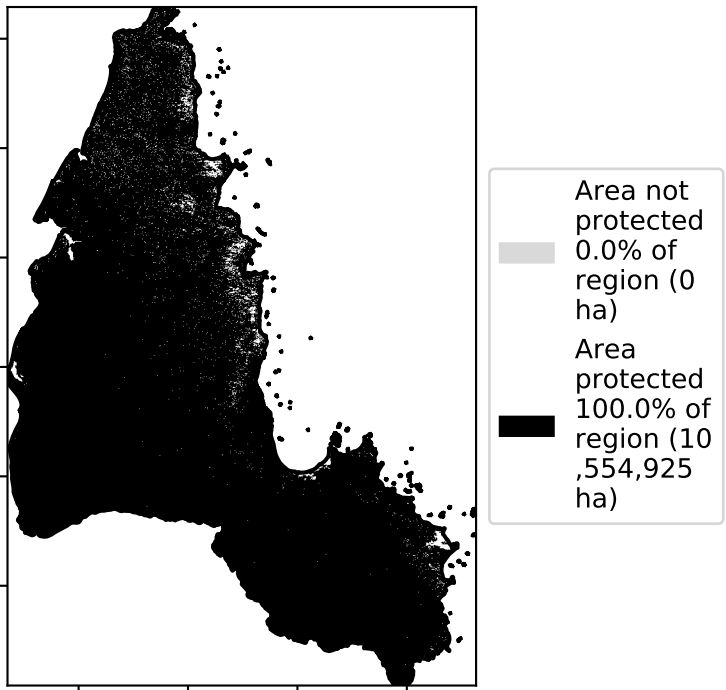 Area not
protected
0.0% of
region (0
ha)
Area
protected
100.0% of
region (10
,554,925
ha)